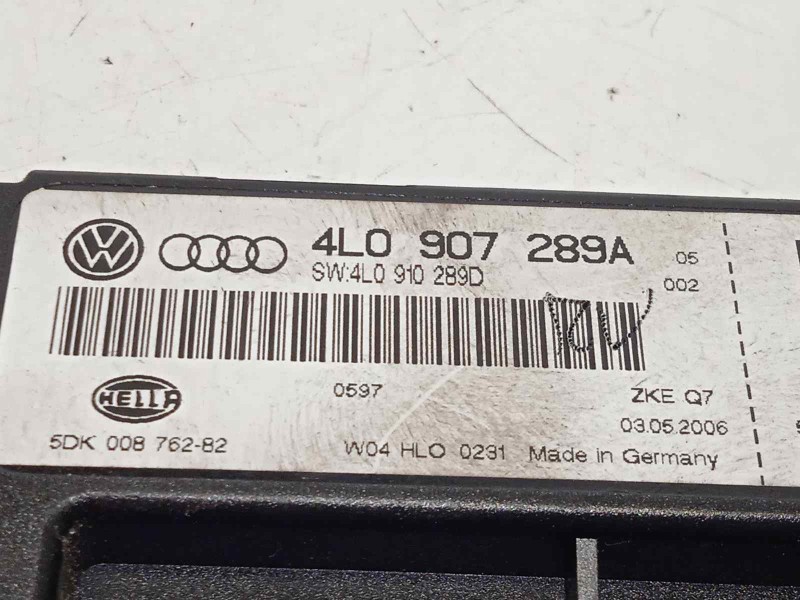 4L0 907 289A 05
SW:4L0 910 289D 002
0597 ZKE Q7
HELLA
03.05.2006
5DK 008 762-82 W04 HLO 0231 Made in Germany